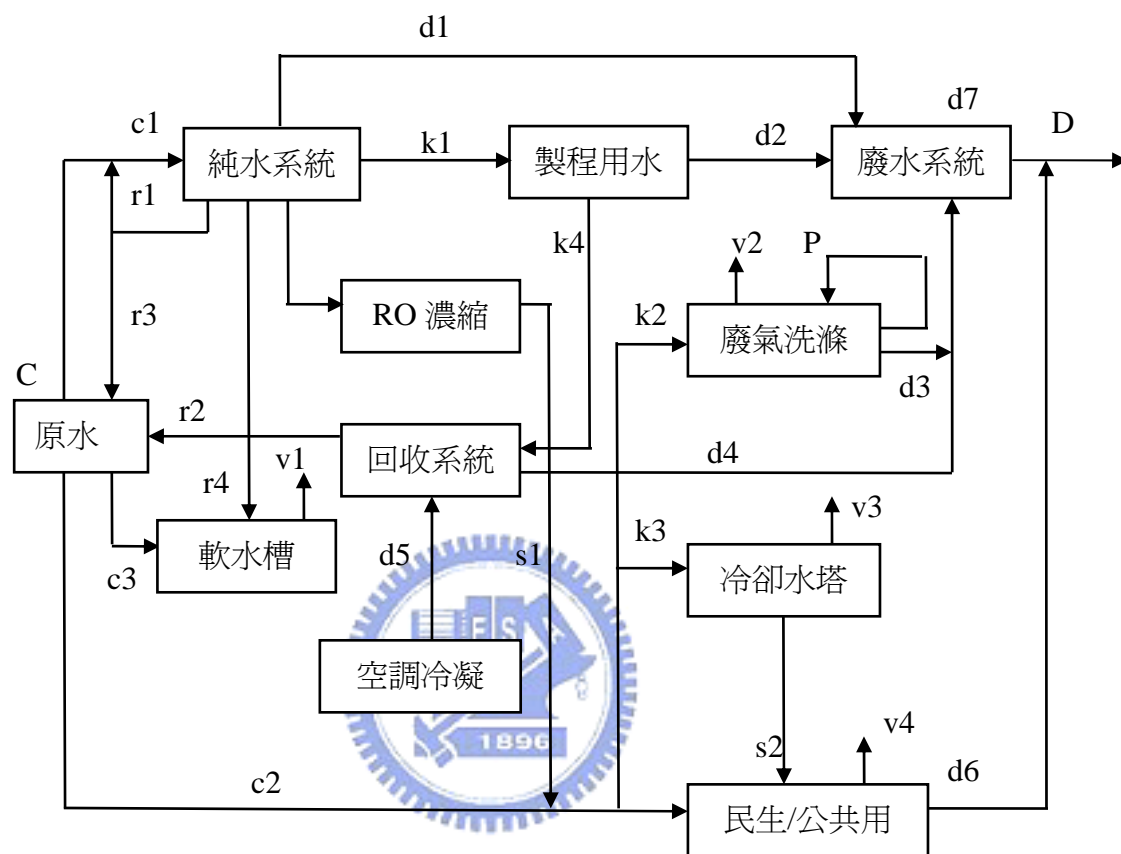 d1
d7
D
c1
純水系統
k1
製程用水
d2
廢水系統
r1
k4
v2
P
r3
RO 濃縮
k2
廢氣洗滌
C
d3
原水
r2
回收系統
d4
v1
r4
軟水槽
c3
d5
s1
k3
v3
冷卻水塔
E S
空調冷凝
1896
s2
v4
c2
d6
民生/公共用